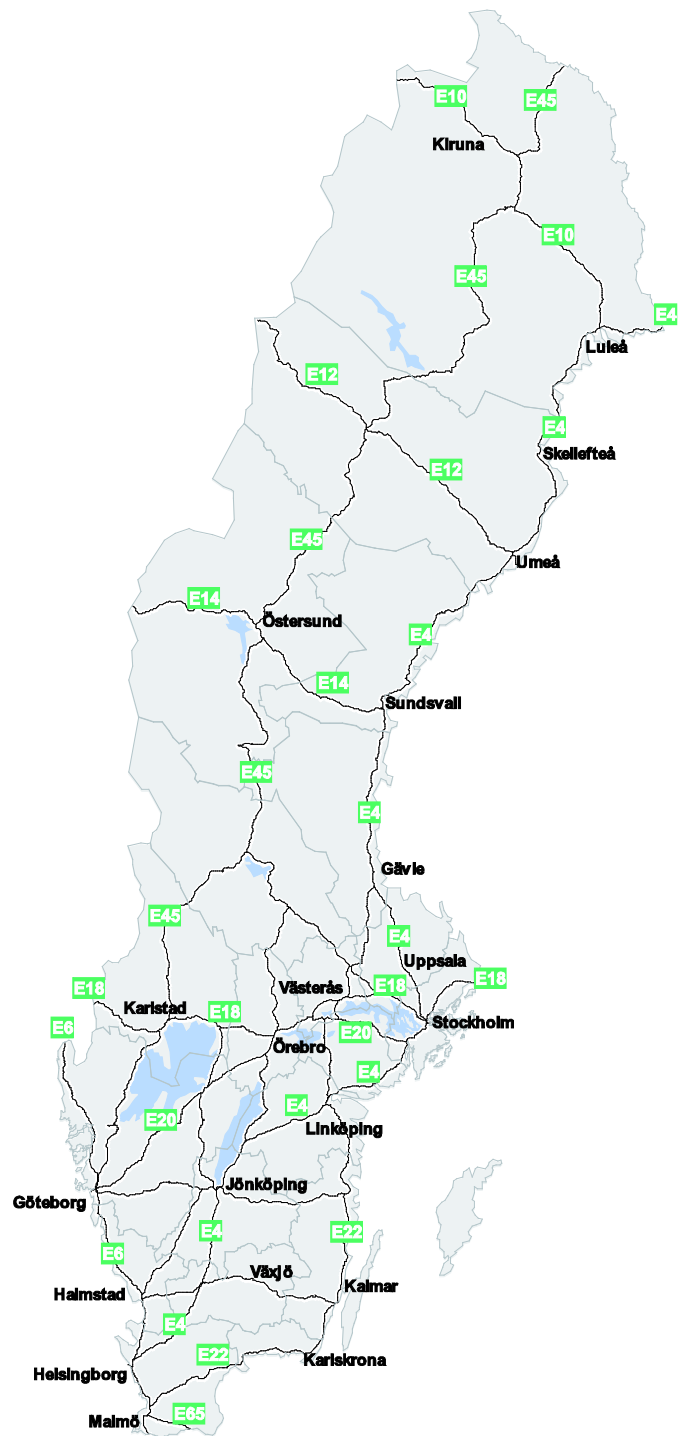 E10
E45
Kiruna
E10
E45
E4
Luleå
E12
E4
Skellefteå
E12
E45
Umeå
E14
Östersund
E4
E14
Sundsvall
E45
E4
Gävle
E45
E4
Uppsala
E18
Västerås
E18
E18
Karlstad
E18
Stockholm
E6
E20
Örebro
E4
E4
E20
Linköping
Jönköping
Göteborg
E4
E22
E6
Växjö
Kalmar
Halmstad
E4
E22
Karlskrona
Helsingborg
E65
Malmö